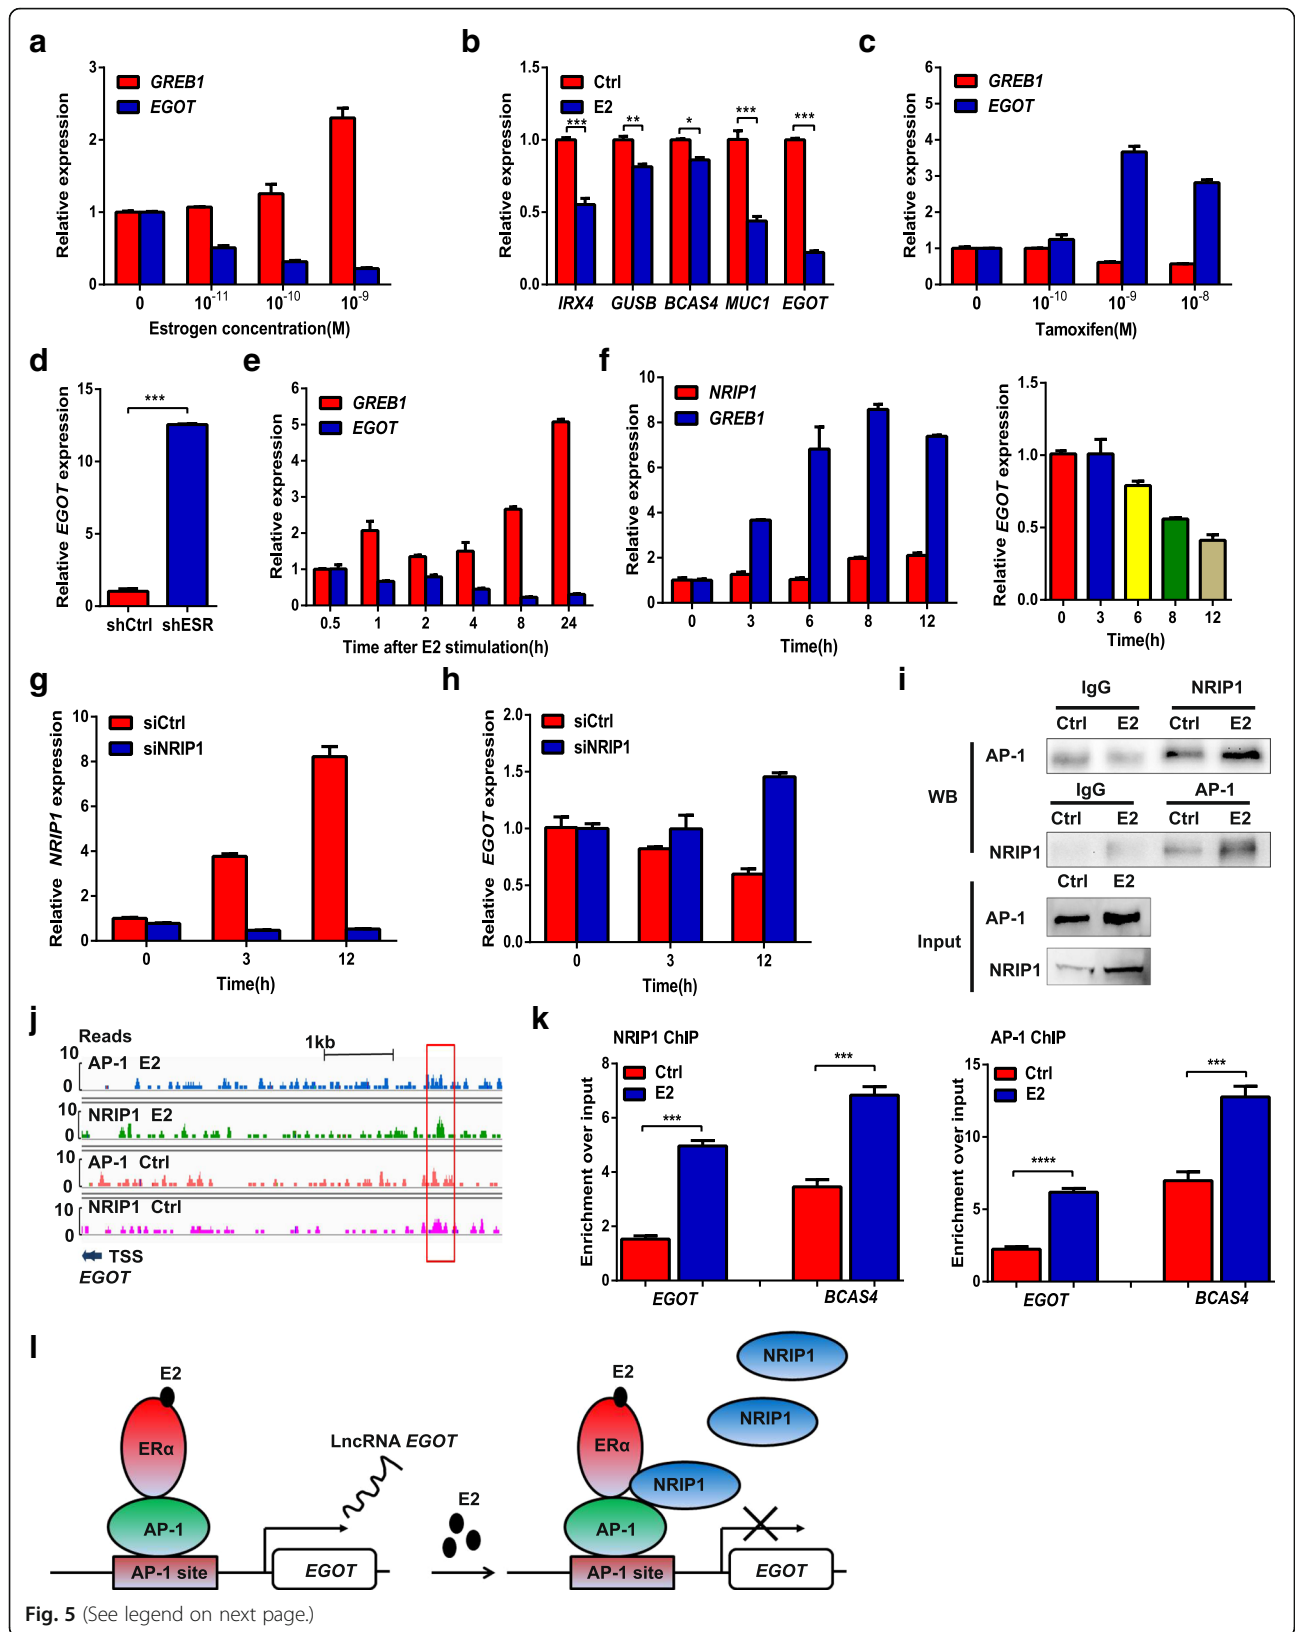 a
Relative expression
3
2
1
0
GREB1
EGOT
0 10-11 10-10 10-9
Estrogen concentration(M)
b
Relative expression
1.5
1.0
0.5
0.0
Ctrl
E2
*** ** * *** ***
IRX4 GUSB BCAS4 MUC1 EGOT
c
Relative expression
6
5
4
3
2
1
0
GREB1
EGOT
0 10-10 10-9 10-8
Tamoxifen(M)
d
Relative EGOT expression
15
10
5
0
***
shCtrl shESR
e
Relative expression
6
5
4
3
2
1
0
GREB1
EGOT
0.5 1 2 4 8 24
Time after E2 stimulation(h)
f
Relative expression
10
8
6
4
2
0
NRIP1
GREB1
0 3 6 8 12
Time(h)
Relative EGOT expression
1.5
1.0
0.5
0.0
0 3 6 8 12
Time(h)
g
Relative NRIP1 expression
10
8
6
4
2
0
siCtrl
siNRIP1
0 3 12
Time(h)
h
Relative EGOT expression
2.0
1.5
1.0
0.5
0.0
siCtrl
siNRIP1
0 3 12
Time(h)
i
IgG NRIP1
Ctrl E2 Ctrl E2
AP-1
WB
IgG AP-1
Ctrl E2 Ctrl E2
NRIP1
Ctrl E2
AP-1
Input
NRIP1
j
Reads
1kb
10
AP-1 E2
0
10
NRIP1 E2
0
10
AP-1 Ctrl
0
10
NRIP1 Ctrl
0
TSS
EGOT
k
NRIP1 ChIP
Enrichment over input
8
6
4
2
0
Ctrl
E2
***
***
EGOT BCAS4
AP-1 ChIP
Enrichment over input
15
10
5
0
Ctrl
E2
****
***
EGOT BCAS4
l
E2
ERα
AP-1
AP-1 site
LncRNA EGOT
EGOT
E2
E2
ERα
NRIP1
NRIP1
NRIP1
AP-1
AP-1 site
EGOT
Fig. 5 (See legend on next page.)